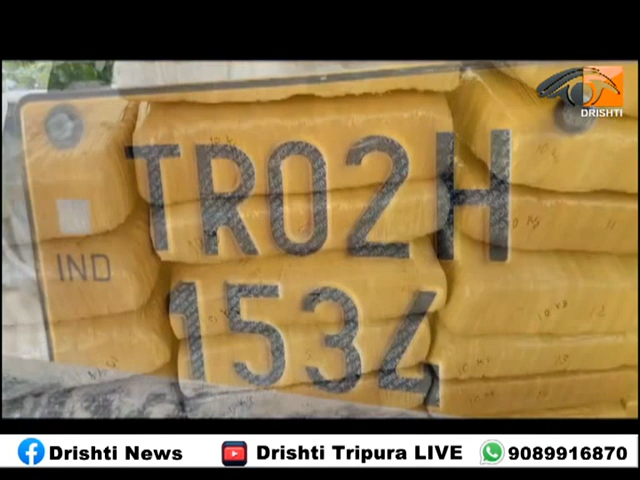 DRISHTI
TR02H
IND
1534
Drishti News
Drishti Tripura LIVE
9089916870